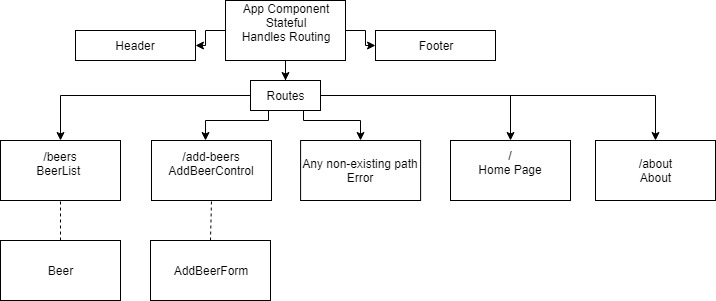 App Component
Stateful
Handles Routing
Header
Footer
Routes
/beers
BeerList
/add-beers
AddBeerControl
Any non-existing path
Error
/
Home Page
/about
About
Beer
AddBeerForm